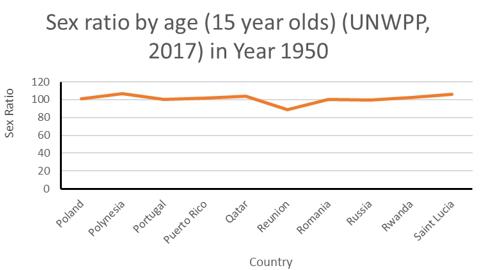 Sex ratio by age (15 year olds) (UNWPP,
2017) in Year 1950
Sex Ratio
120
100
80
60
40
20
0
Poland
Polynesia
Portugal
Puerto Rico
Qatar
Reunion
Romania
Russia
Rwanda
Saint Lucia
Country